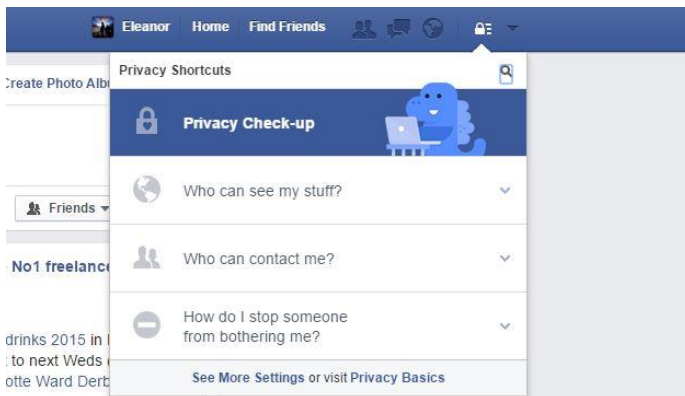 Eleanor Home Find Friends
Privacy Shortcuts
Create Photo Albu
Privacy Check-up
Who can see my stuff?
Friends
Who can contact me?
No1 freelance
How do I stop someone
from bothering me?
drinks 2015 in
to next Weds
otte Ward Derb
See More Settings or visit Privacy Basics